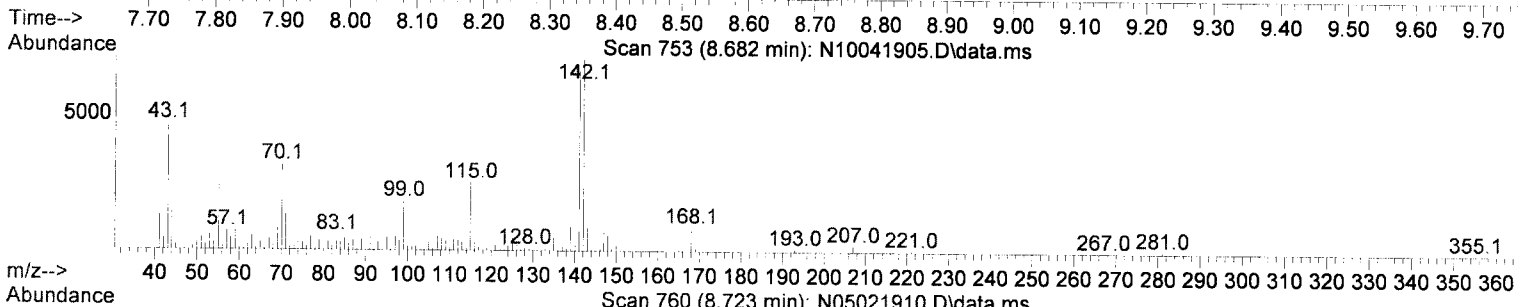 Time--> 7.70 7.80 7.90 8.00 8.10 8.20 8.30 8.40 8.50 8.60 8.70 8.80 8.90 9.00 9.10 9.20 9.30 9.40 9.50 9.60 9.70
Abundance
Scan 753 (8.682 min): N10041905.D\data.ms
142.1
5000
43.1
70.1
115.0
99.0
57.1
83.1
168.1
128.0
193.0 207.0 221.0
267.0 281.0
355.1
m/z--> 40 50 60 70 80 90 100 110 120 130 140 150 160 170 180 190 200 210 220 230 240 250 260 270 280 290 300 310 320 330 340 350 360
Abundance
Scan 760 (8.723 min): N05021910.D\data.ms